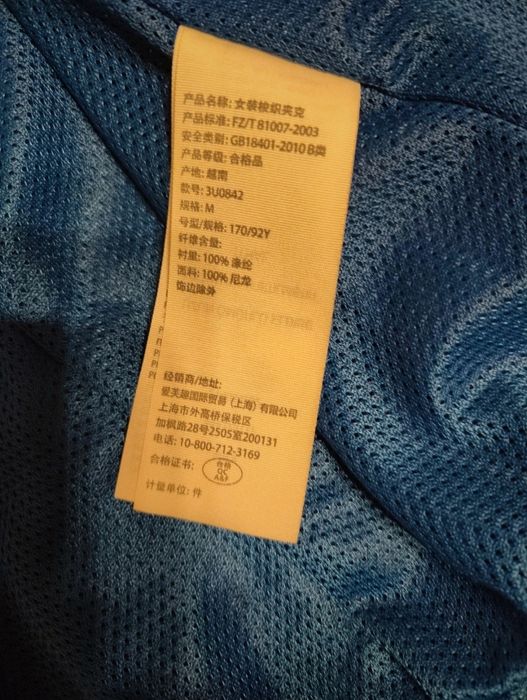 产品名称: 女装梭织夹克
产品标准: FZ/T 81007-2003
安全类别: GB18401-2010 B类
产品等级: 合格品
产地: 越南
款号: 3U0842
规格: M
号型/规格: 170/92Y
纤维含量:
衬里: 100% 涤纶
面料: 100% 尼龙
饰边除外
经销商/地址:
爱芙趣国际贸易 (上海) 有限公司
上海市外高桥保税区
加枫路28号2505室200131
电话: 10-800-712-3169
合格证书: 合格 QC A&F
计量单位: 件